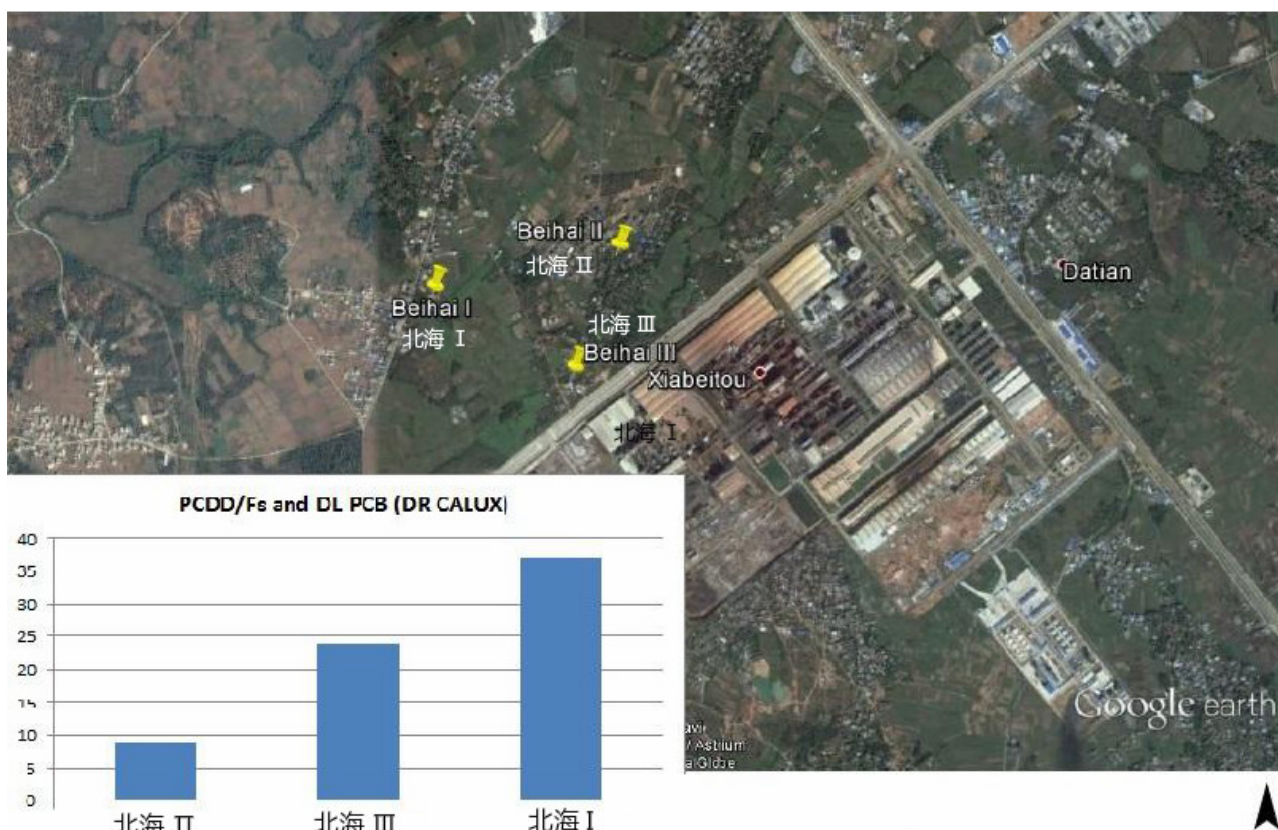 Beihai II
北海 Ⅱ
Beihai I
北海 Ⅰ
北海 Ⅲ
Beihai III
Xiabeitou
北海 Ⅰ
Datian
Google earth
/ Astrium
PCDD/Fs and DL PCB (DR CALUX)
40
35
30
25
20
15
10
5
0
北海 Ⅱ
北海 Ⅲ
北海 Ⅰ